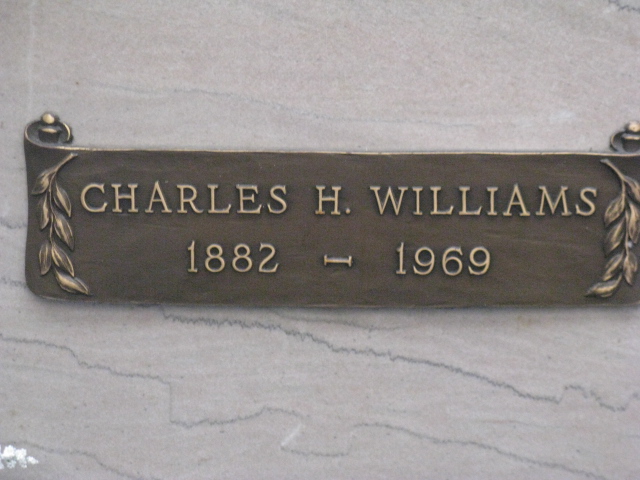 CHARLES H. WILLIAMS
1882 - 1969